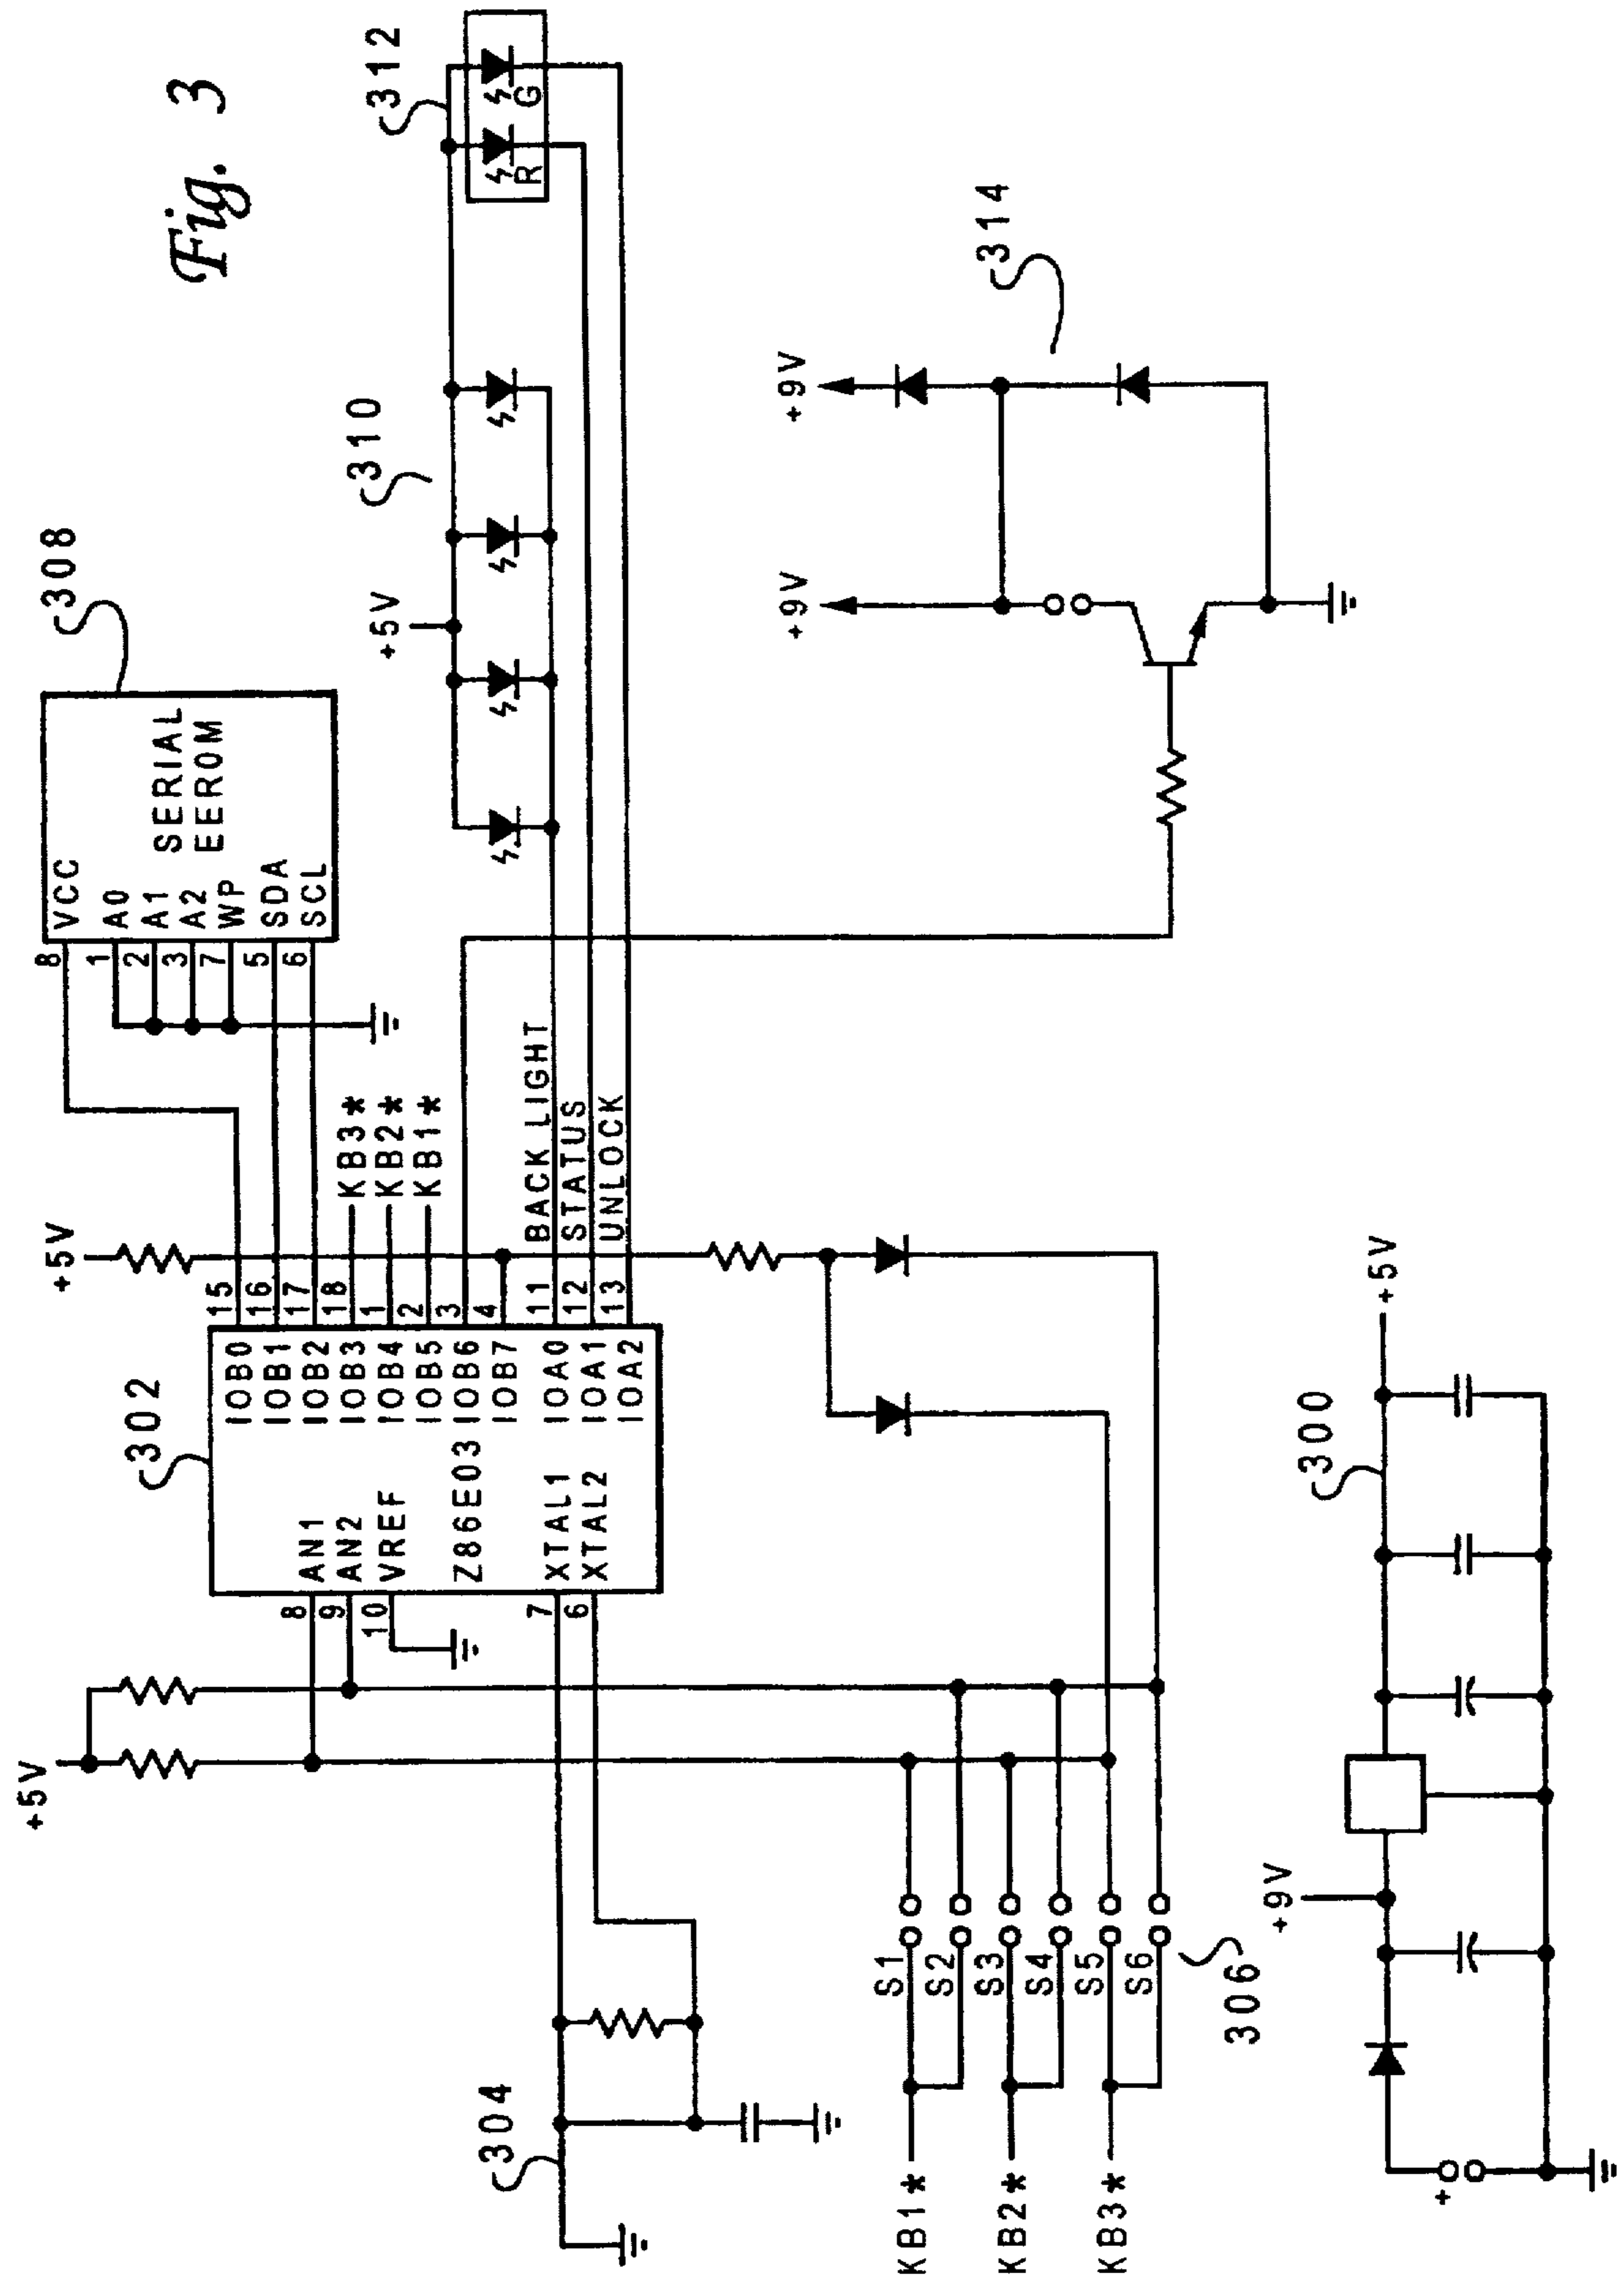 Fig. 3
+5V
302
AN1
AN2
VREF
Z86E03
XTAL1
XTAL2
8
9
10
7
6
IOB0
IOB1
IOB2
IOB3
IOB4
IOB5
IOB6
IOB7
IOA0
IOA1
IOA2
15
16
17
18
1
2
3
4
11
12
13
+5V
KB3*
KB2*
KB1*
BACKLIGHT
STATUS
UNLOCK
308
8
1
2
3
7
5
6
VCC
A0
A1
A2
WP
SDA
SCL
SERIAL
EEROM
+5V
310
312
R
G
304
KB1*
KB2*
KB3*
S1
S2
S3
S4
S5
S6
306
+9V
+9V
314
+
+9V
300
+5V